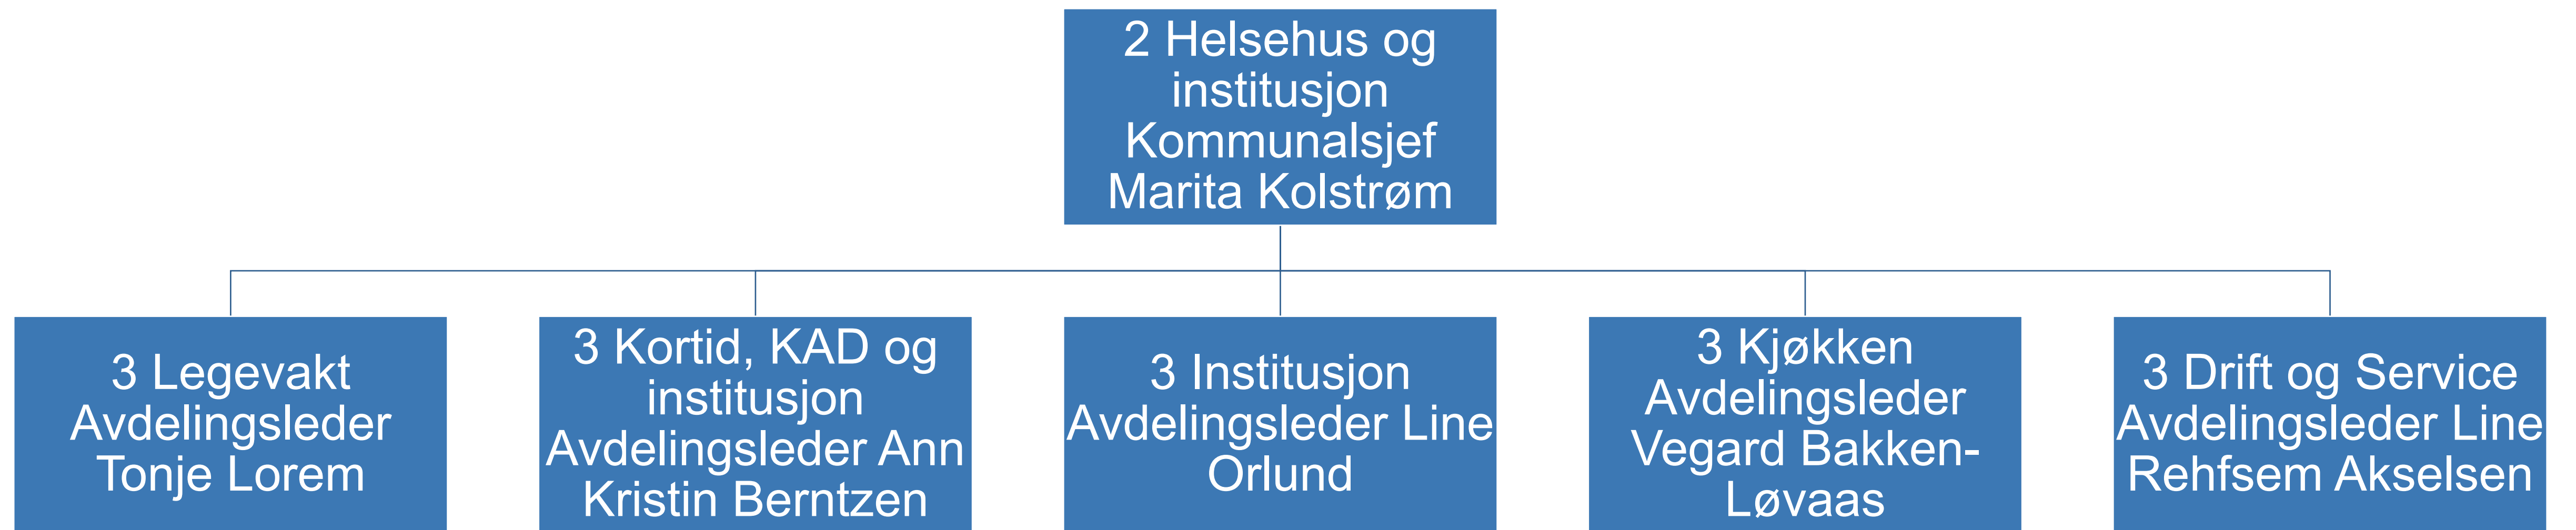 2 Helsehus og
institusjon
Kommunalsjef
Marita Kolstrøm
3 Legevakt
Avdelingsleder
Tonje Lorem
3 Kortid, KAD og
institusjon
Avdelingsleder Ann
Kristin Berntzen
3 Institusjon
Avdelingsleder Line
Orlund
3 Kjøkken
Avdelingsleder
Vegard Bakken-
Løvaas
3 Drift og Service
Avdelingsleder Line
Rehfsem Akselsen